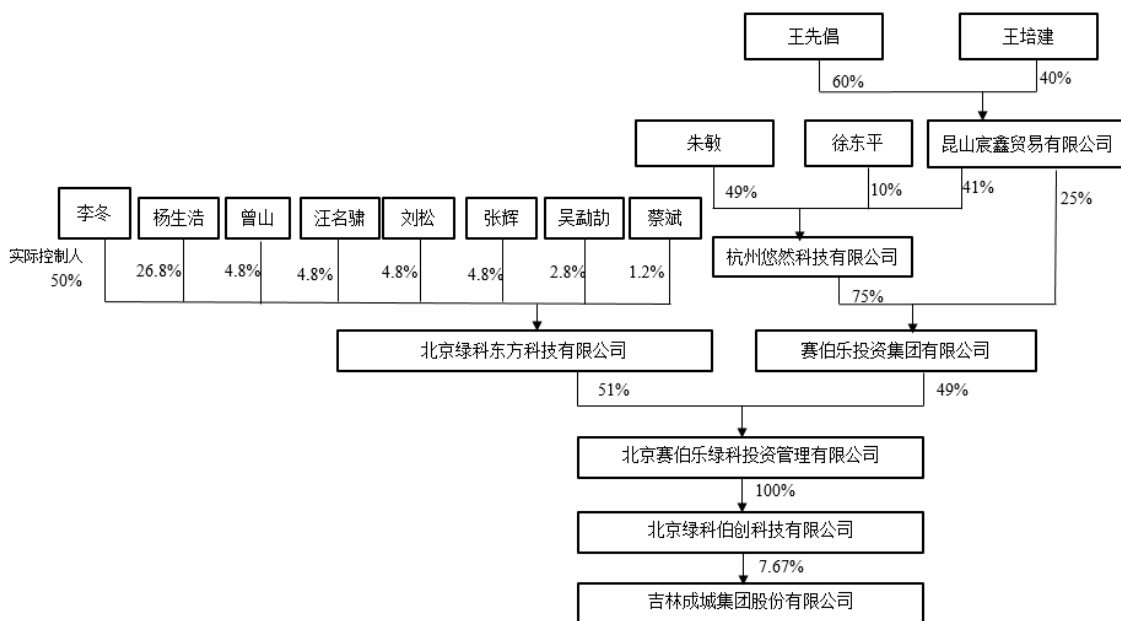 王先倡
王培建
60%
40%
朱敏
徐东平
昆山宸鑫贸易有限公司
49%
10%
41%
25%
李冬
杨生浩
曾山
汪名骕
刘松
张辉
吴勐劼
蔡斌
实际控制人
50%
26.8%
4.8%
4.8%
4.8%
4.8%
2.8%
1.2%
杭州悠然科技有限公司
75%
北京绿科东方科技有限公司
赛伯乐投资集团有限公司
51%
49%
北京赛伯乐绿科投资管理有限公司
100%
北京绿科伯创科技有限公司
7.67%
吉林成城集团股份有限公司